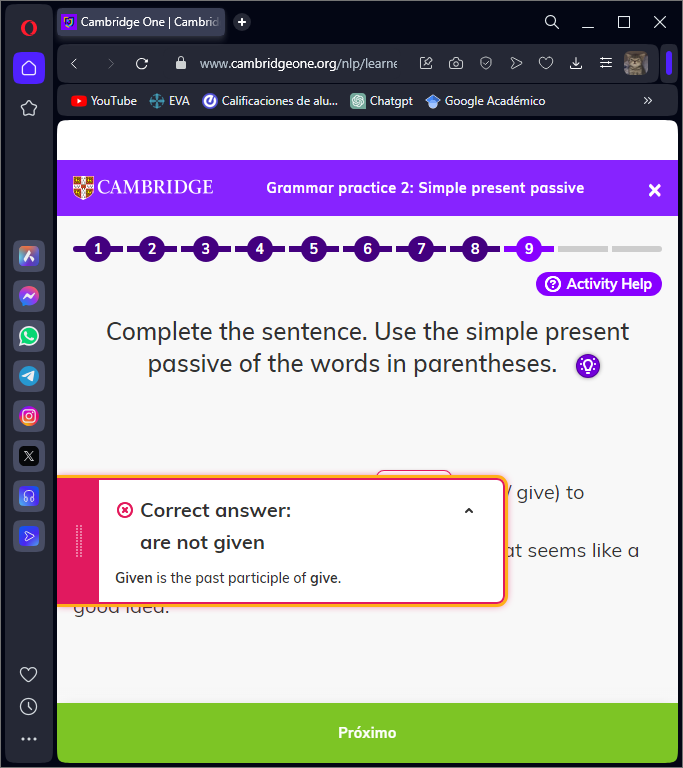 Cambridge One | Cambrid
www.cambridgeone.org/nlp/learne
YouTube
EVA
Calificaciones de alu...
Chatgpt
Google Académico
CAMBRIDGE
Grammar practice 2: Simple present passive
1 2 3 4 5 6 7 8 9
Activity Help
Complete the sentence. Use the simple present
passive of the words in parentheses.
/ give) to
Correct answer:
are not given
at seems like a
Given is the past participle of give.
good idea.
Próximo